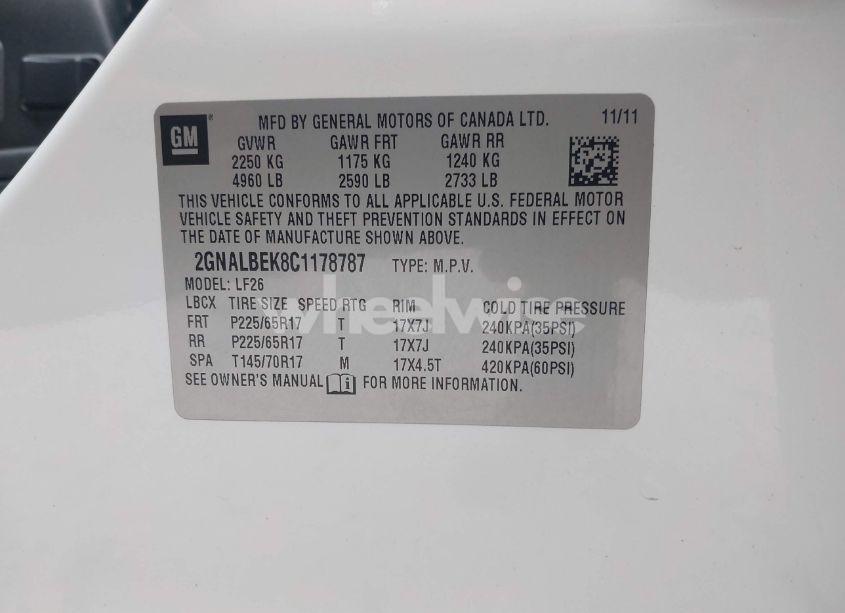 GM ® MFD BY GENERAL MOTORS OF CANADA LTD. 11/11
GVWR GAWR FRT GAWR RR
2250 KG 1175 KG 1240 KG
4960 LB 2590 LB 2733 LB
THIS VEHICLE CONFORMS TO ALL APPLICABLE U.S. FEDERAL MOTOR
VEHICLE SAFETY AND THEFT PREVENTION STANDARDS IN EFFECT ON
THE DATE OF MANUFACTURE SHOWN ABOVE.
2GNALBEK8C1178787 TYPE: M.P.V.
MODEL: LF26
LBCX TIRE SIZE SPEED RTG RIM COLD TIRE PRESSURE
wheelwise
FRT P225/65R17 T 17X7J 240KPA(35PSI)
RR P225/65R17 T 17X7J 240KPA(35PSI)
SPA T145/70R17 M 17X4.5T 420KPA(60PSI)
SEE OWNER'S MANUAL FOR MORE INFORMATION.